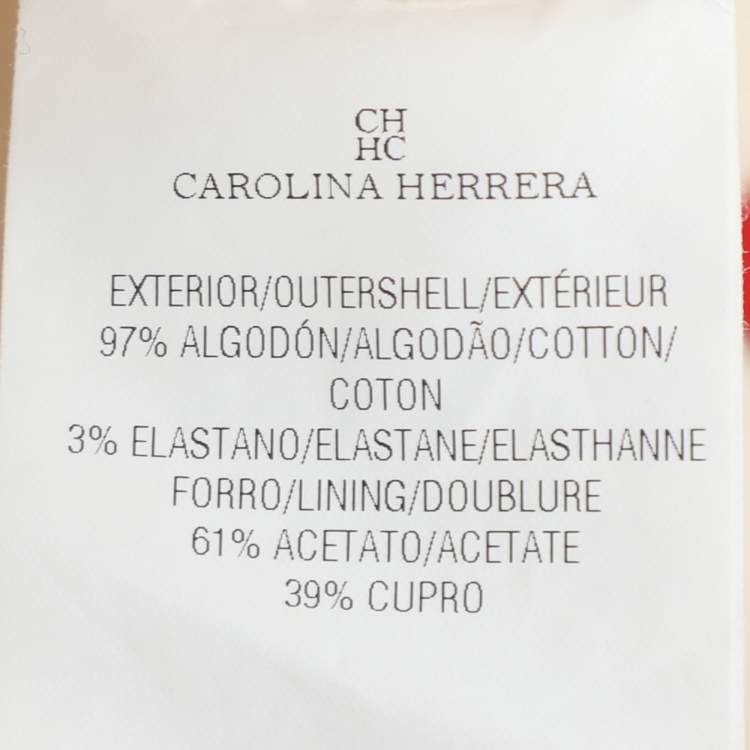 CH
HC
CAROLINA HERRERA
EXTERIOR/OUTERSHELL/EXTÉRIEUR
97% ALGODÓN/ALGODÃO/COTTON/
COTON
3% ELASTANO/ELASTANE/ELASTHANNE
FORRO/LINING/DOUBLURE
61% ACETATO/ACETATE
39% CUPRO